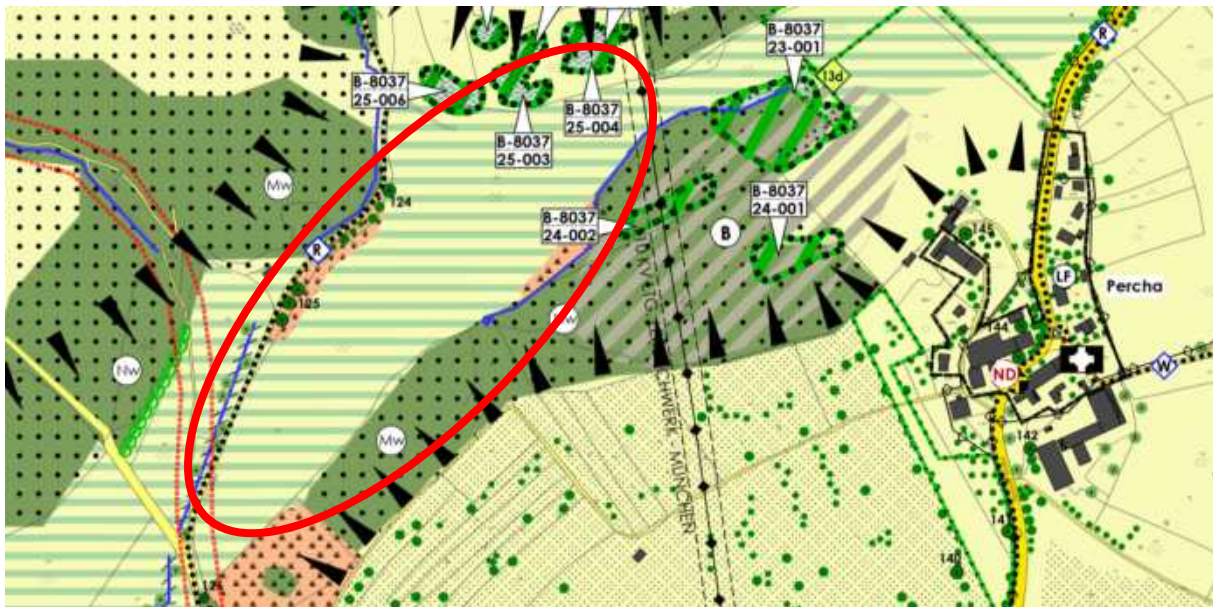 B-8037
23-001
13d
R
B-8037
25-006
B-8037
25-004
B-8037
25-003
Mw
124
B-8037
24-001
B-8037
24-002
B
R
145
LF
Percha
125
Mw
144
Nw
ND
W
MÜNCHEN
Mw
142
141
140